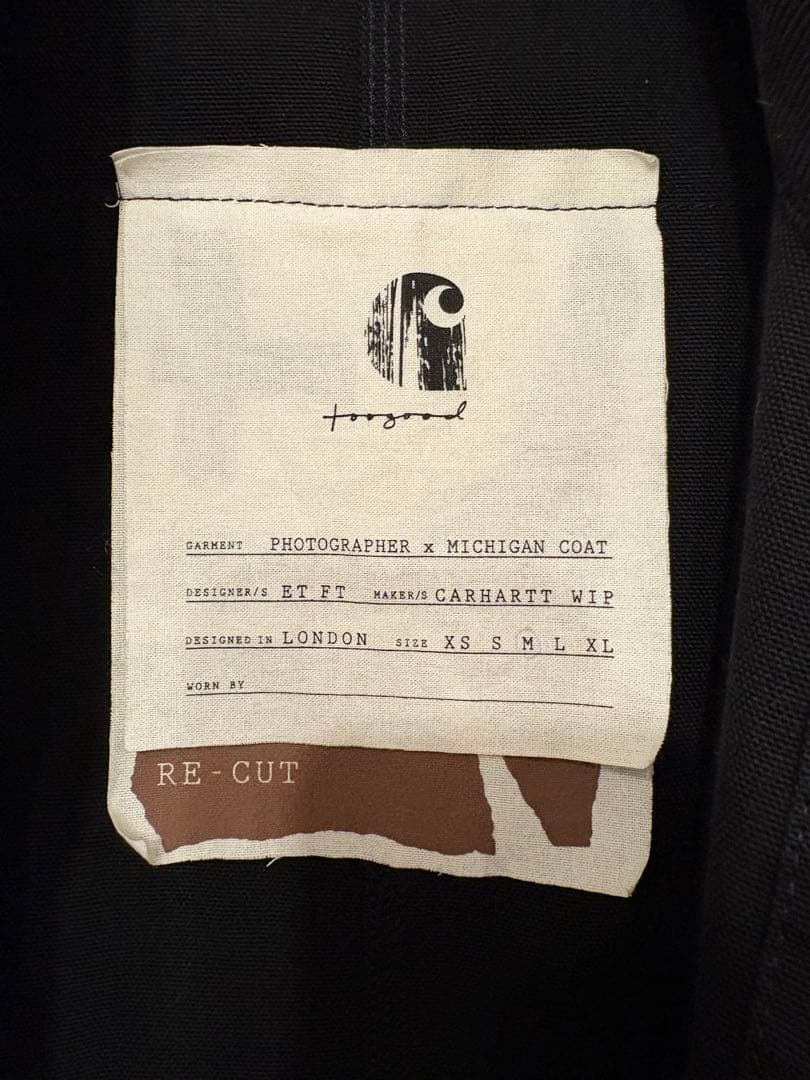 toogood
GARMENT PHOTOGRAPHER x MICHIGAN COAT
DESIGNER/S ET FT MAKER/S CARHARTT WIP
DESIGNED IN LONDON SIZE XS S M L XL
WORN BY
RE-CUT